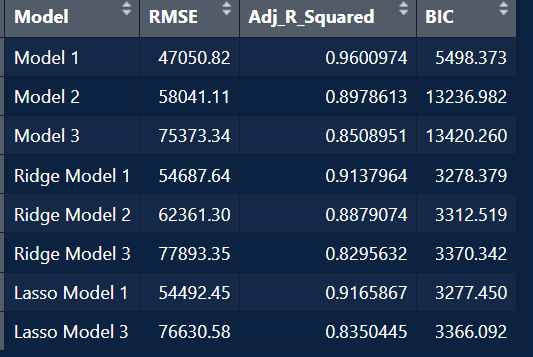 Model RMSE Adj_R_Squared BIC
Model 1 47050.82 0.9600974 5498.373
Model 2 58041.11 0.8978613 13236.982
Model 3 75373.34 0.8508951 13420.260
Ridge Model 1 54687.64 0.9137964 3278.379
Ridge Model 2 62361.30 0.8879074 3312.519
Ridge Model 3 77893.35 0.8295632 3370.342
Lasso Model 1 54492.45 0.9165867 3277.450
Lasso Model 3 76630.58 0.8350445 3366.092